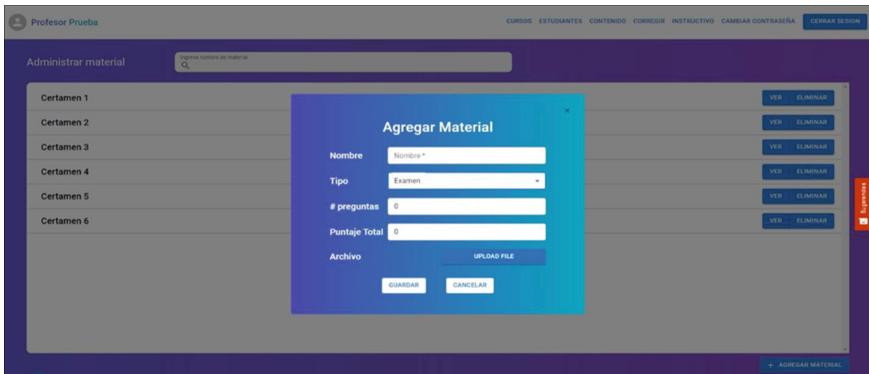 Profesor Prueba CURSOS ESTUDIANTES CONTENIDO CORREGIR INSTRUCTIVO CAMBIAR CONTRASEÑA CERRAR SESION
Administrar material
Ingrese nombre de material
Certamen 1 VER ELIMINAR
Certamen 2 VER ELIMINAR
Certamen 3 VER ELIMINAR
Certamen 4 VER ELIMINAR
Certamen 5 VER ELIMINAR
Certamen 6 VER ELIMINAR
×
Agregar Material
Nombre Nombre *
Tipo Examen
# preguntas 0
Puntaje Total 0
Archivo UPLOAD FILE
GUARDAR CANCELAR
Sugerencias
+ AGREGAR MATERIAL